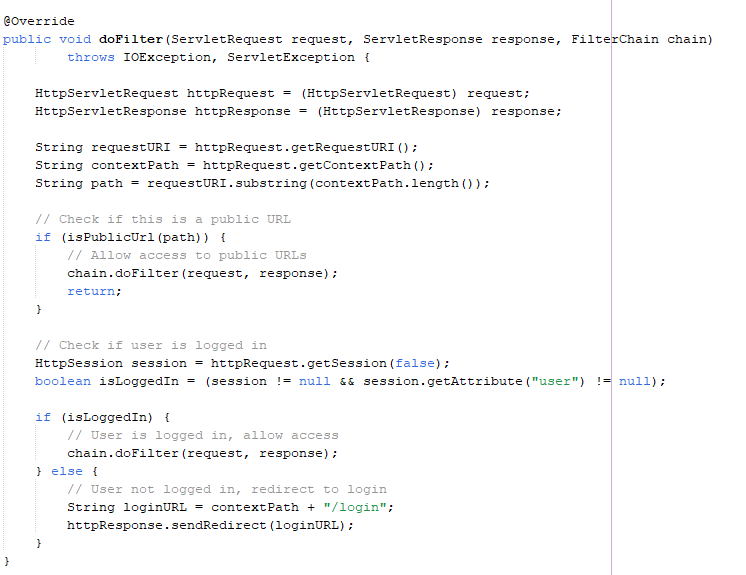 @Override
public void doFilter(ServletRequest request, ServletResponse response, FilterChain chain)
        throws IOException, ServletException {

    HttpServletRequest httpRequest = (HttpServletRequest) request;
    HttpServletResponse httpResponse = (HttpServletResponse) response;

    String requestURI = httpRequest.getRequestURI();
    String contextPath = httpRequest.getContextPath();
    String path = requestURI.substring(contextPath.length());

    // Check if this is a public URL
    if (isPublicUrl(path)) {
        // Allow access to public URLs
        chain.doFilter(request, response);
        return;
    }

    // Check if user is logged in
    HttpSession session = httpRequest.getSession(false);
    boolean isLoggedIn = (session != null && session.getAttribute("user") != null);

    if (isLoggedIn) {
        // User is logged in, allow access
        chain.doFilter(request, response);
    } else {
        // User not logged in, redirect to login
        String loginURL = contextPath + "/login";
        httpResponse.sendRedirect(loginURL);
    }
}